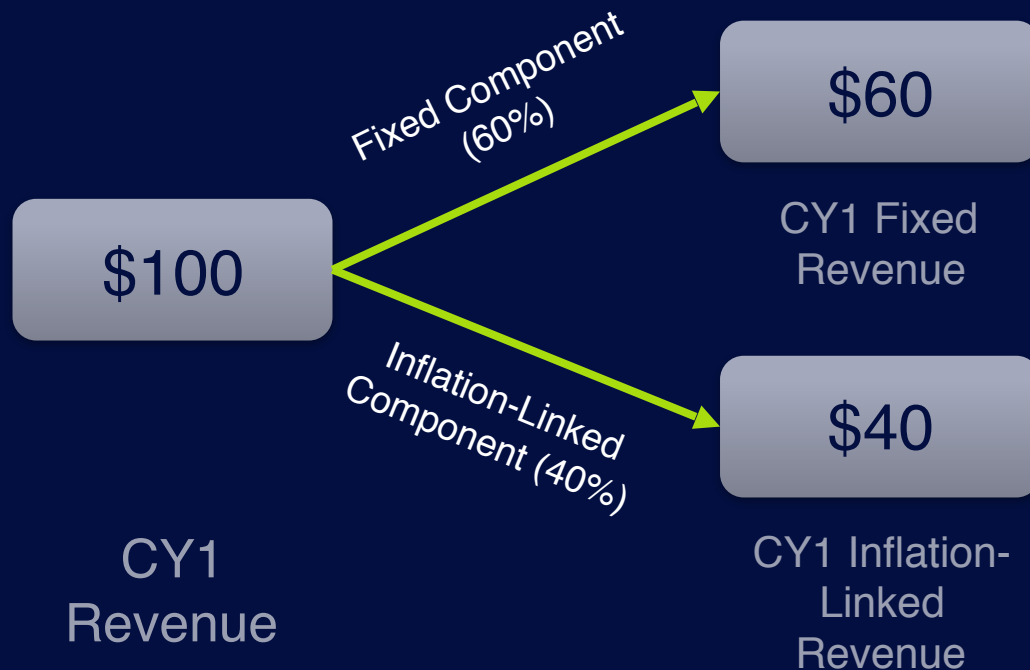 $100
CY1
Revenue
Fixed Component
(60%)
Inflation-Linked
Component (40%)
$60
CY1 Fixed
Revenue
$40
CY1 Inflation-
Linked
Revenue